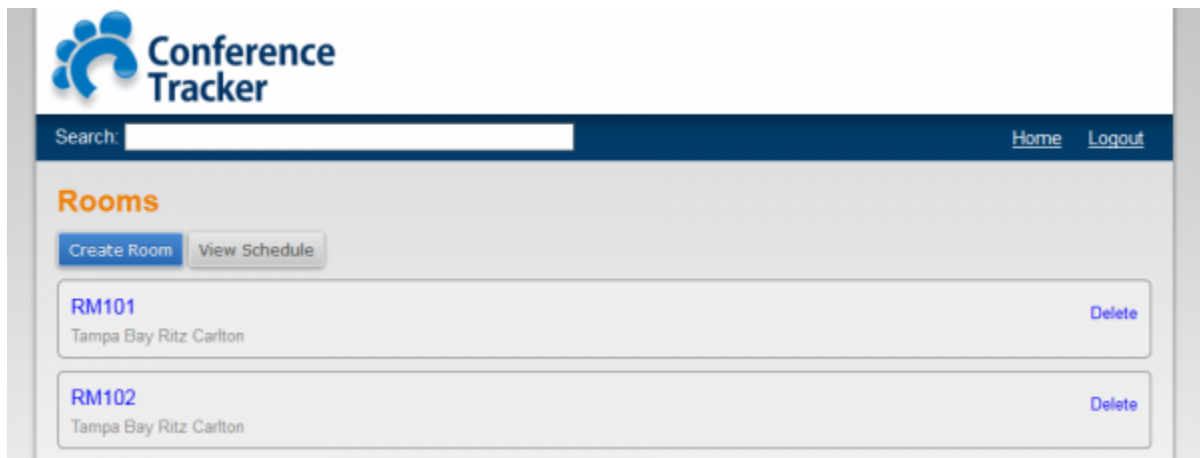 Conference
Tracker
Search: Home Logout
Rooms
Create Room View Schedule
RM101
Delete
Tampa Bay Ritz Carlton
RM102
Delete
Tampa Bay Ritz Carlton